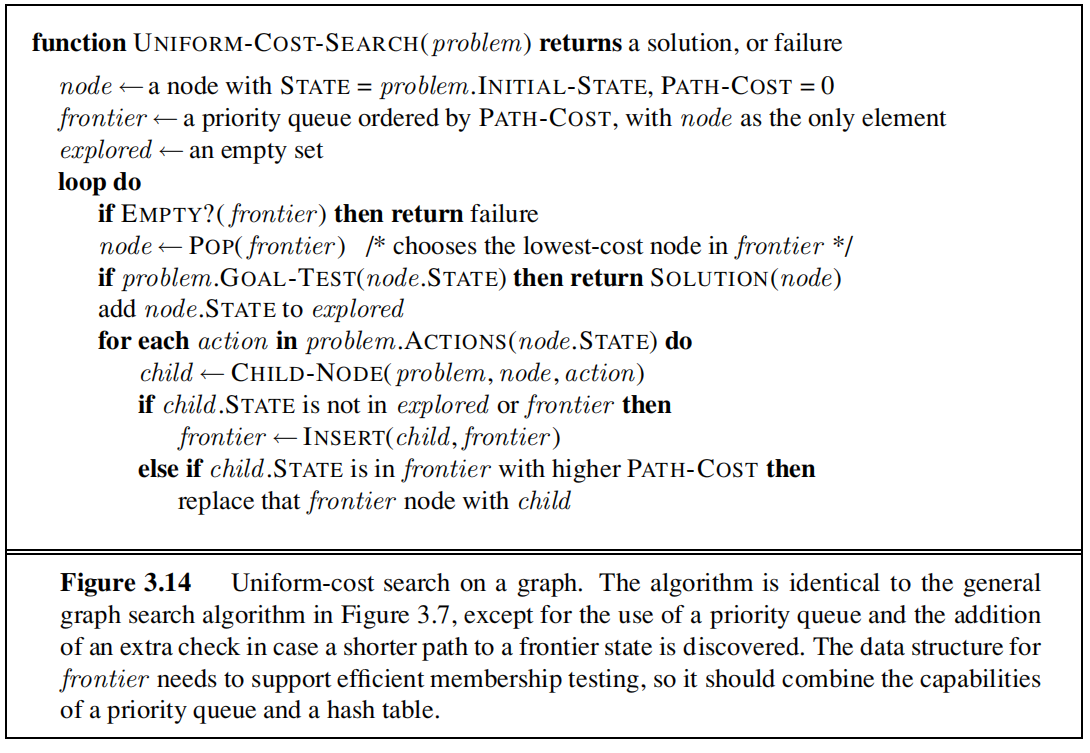 function UNIFORM-COST-SEARCH(problem) returns a solution, or failure
node ← a node with STATE = problem.INITIAL-STATE, PATH-COST = 0
frontier ← a priority queue ordered by PATH-COST, with node as the only element
explored ← an empty set
loop do
if EMPTY?(frontier) then return failure
node ← POP(frontier) /* chooses the lowest-cost node in frontier */
if problem.GOAL-TEST(node.STATE) then return SOLUTION(node)
add node.STATE to explored
for each action in problem.ACTIONS(node.STATE) do
child ← CHILD-NODE(problem, node, action)
if child.STATE is not in explored or frontier then
frontier ← INSERT(child, frontier)
else if child.STATE is in frontier with higher PATH-COST then
replace that frontier node with child
Figure 3.14 Uniform-cost search on a graph. The algorithm is identical to the general
graph search algorithm in Figure 3.7, except for the use of a priority queue and the addition
of an extra check in case a shorter path to a frontier state is discovered. The data structure for
frontier needs to support efficient membership testing, so it should combine the capabilities
of a priority queue and a hash table.